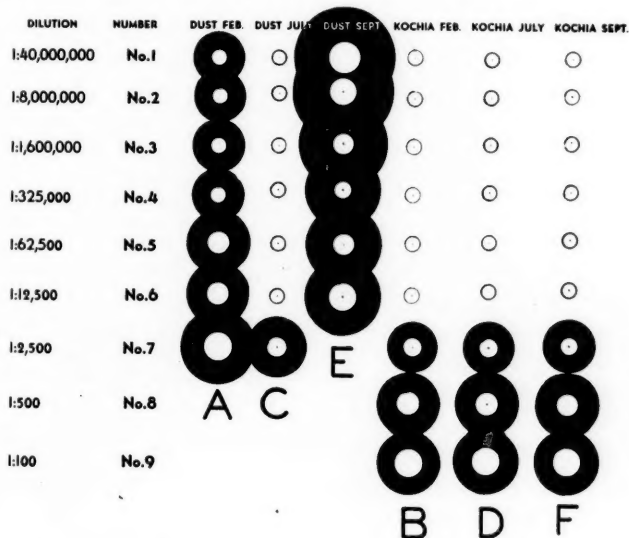 DILUTION NUMBER DUST FEB. DUST JULY DUST SEPT KOCHIA FEB. KOCHIA JULY KOCHIA SEPT.
1:40,000,000 No.1
1:8,000,000 No.2
1:1,600,000 No.3
1:325,000 No.4
1:62,500 No.5
1:12,500 No.6
1:2,500 No.7
E
A C
1:500 No.8
1:100 No.9
B D F